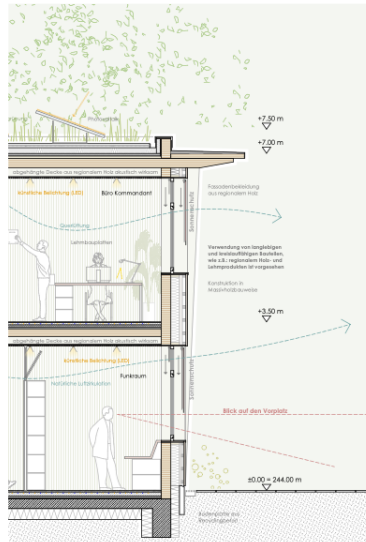 +7.50 m
Photovoltaik
+7.00 m
abgehängte Decke aus regionalem Holz akustisch wirksam
Künstliche Belichtung (LED)
Büro Kommandant
Sonnenschutz
Fassadenbekleidung
aus regionalem Holz
Querlüftung
Lehmbauplatten
Verwendung von langlebigen
und kreislauffähigen Bauteilen,
wie z.B.: regionalem Holz- und
Lehmprodukten ist vorgesehen
Konstruktion in
Massivholzbauweise
+3.50 m
abgehängte Decke aus regionalem Holz akustisch wirksam
Künstliche Belichtung (LED)
Funkraum
Natürliche Luftzirkulation
Sonnenschutz
Blick auf den Vorplatz
±0.00 = 244.00 m
Bodenplatte aus
Recyclingbeton